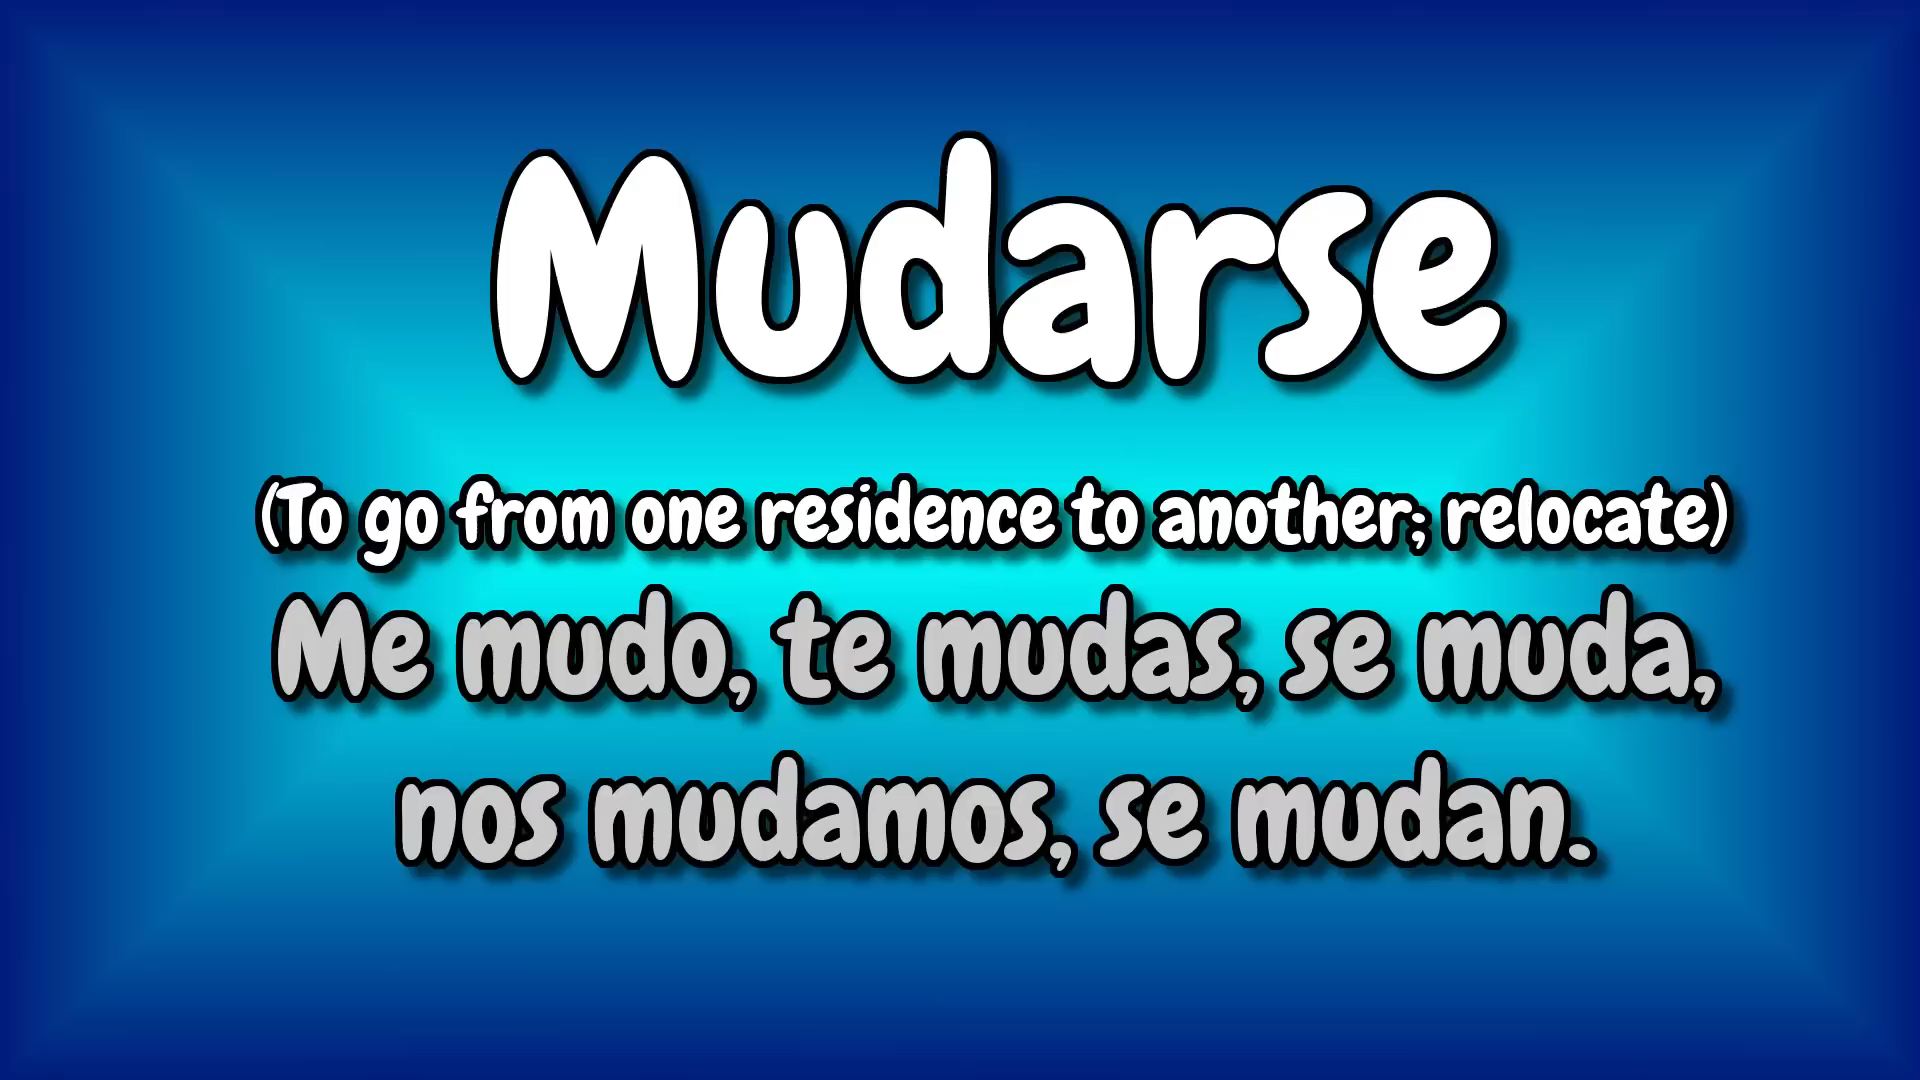 Mudarse
(To go from one residence to another; relocate)
Me mudo, te mudas, se muda,
nos mudamos, se mudan.